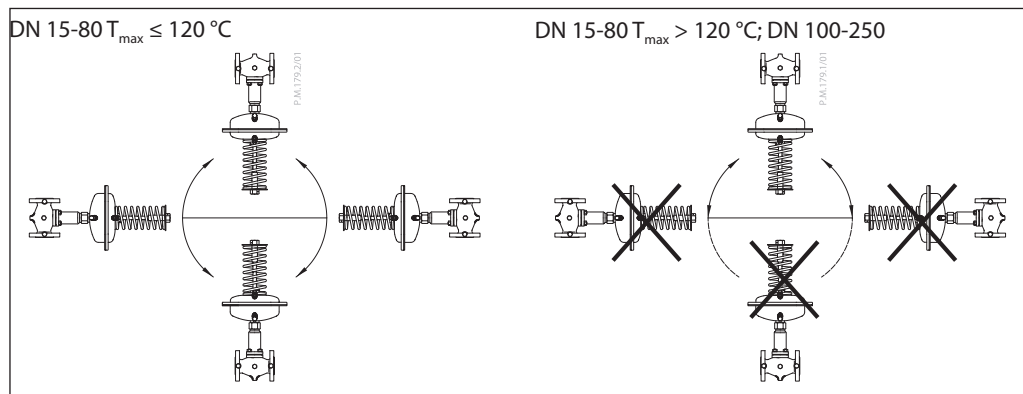 DN 15-80 Tmax ≤ 120 °C
DN 15-80 Tmax > 120 °C; DN 100-250
P.M.179.2/01
P.M.179.1/01